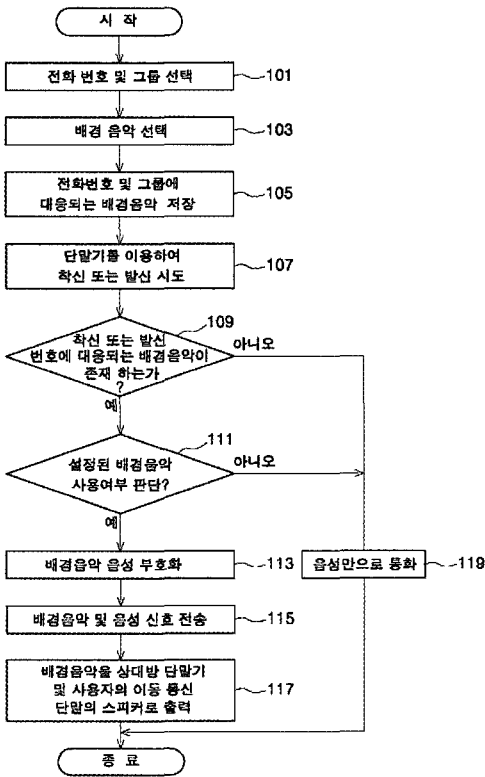 시 작
전화 번호 및 그룹 선택
101
배경 음악 선택
103
전화번호 및 그룹에
대응되는 배경음악 저장
105
단말기를 이용하여
착신 또는 발신 시도
107
109
착신 또는 발신
번호에 대응되는 배경음악이
존재 하는가
?
아니오
예
111
설정된 배경음악
사용여부 판단?
아니오
예
배경음악 음성 부호화
113
음성만으로 통화
119
배경음악 및 음성 신호 전송
115
배경음악을 상대방 단말기
및 사용자의 이동 통신
단말의 스피커로 출력
117
종 료